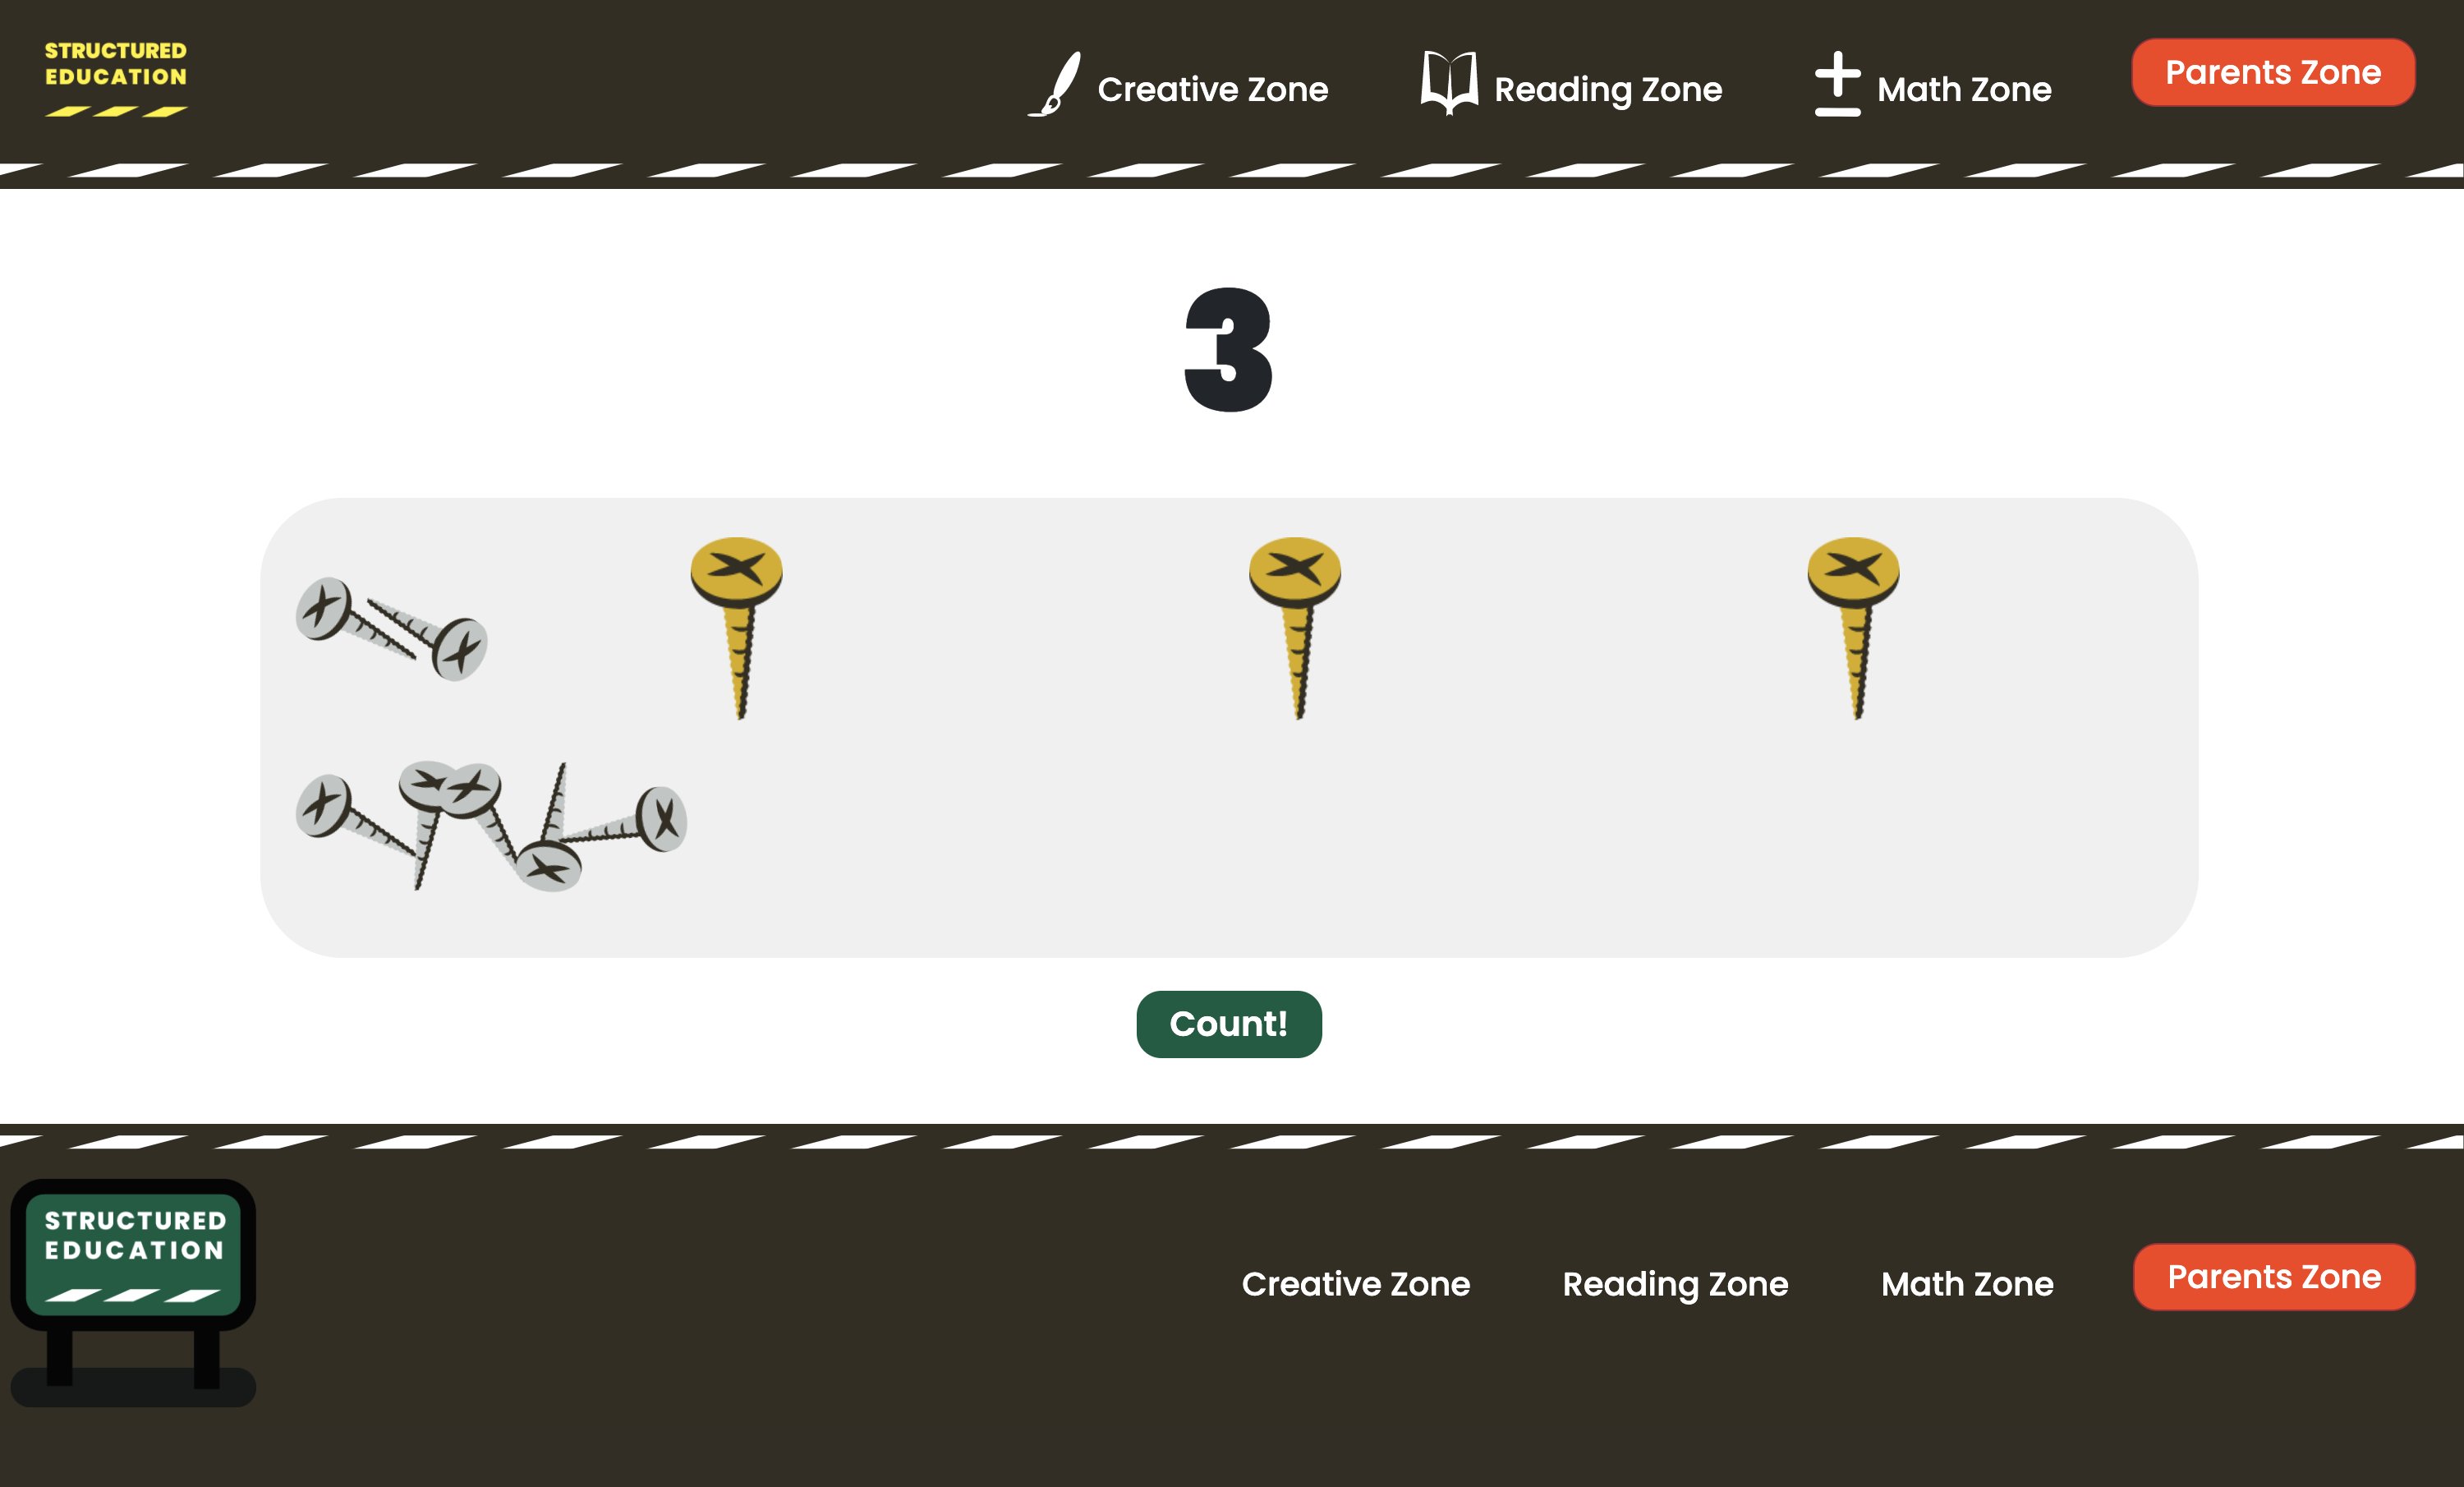 STRUCTURED
EDUCATION
Creative Zone
Reading Zone
Math Zone
Parents Zone
3
Count!
STRUCTURED
EDUCATION
Creative Zone
Reading Zone
Math Zone
Parents Zone